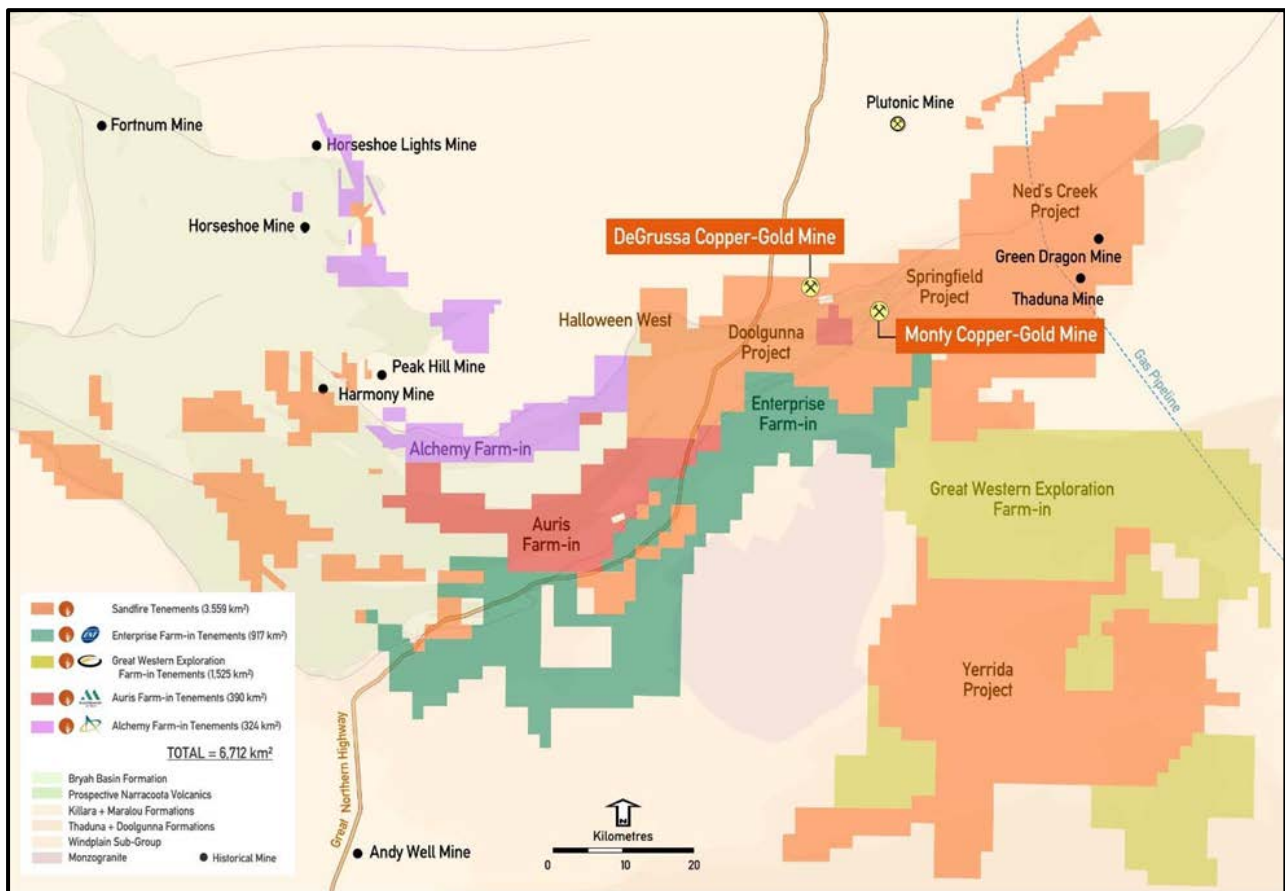 Fortnum Mine
Horseshoe Lights Mine
Horseshoe Mine
Plutonic Mine
Ned's Creek
Project
DeGrussa Copper-Gold Mine
Green Dragon Mine
Springfield
Project
Thaduna Mine
Halloween West
Doolgunna
Project
Monty Copper-Gold Mine
Gas Pipeline
Peak Hill Mine
Harmony Mine
Enterprise
Farm-in
Alchemy Farm-in
Great Western Exploration
Farm-in
Auris
Farm-in
Yerrida
Project
Sandfire Tenements (3.559 km²)
Enterprise Farm-in Tenements (917 km²)
Great Western Exploration
Farm-in Tenements (1,525 km²)
Auris Farm-in Tenements (390 km²)
Alchemy Farm-in Tenements (324 km²)
TOTAL = 6,712 km²
Bryah Basin Formation
Prospective Narracoota Volcanics
Killara + Maralou Formations
Thaduna + Doolgunna Formations
Windplain Sub-Group
Monzogranite
Historical Mine
Great Northern Highway
Andy Well Mine
N
Kilometres
0 10 20